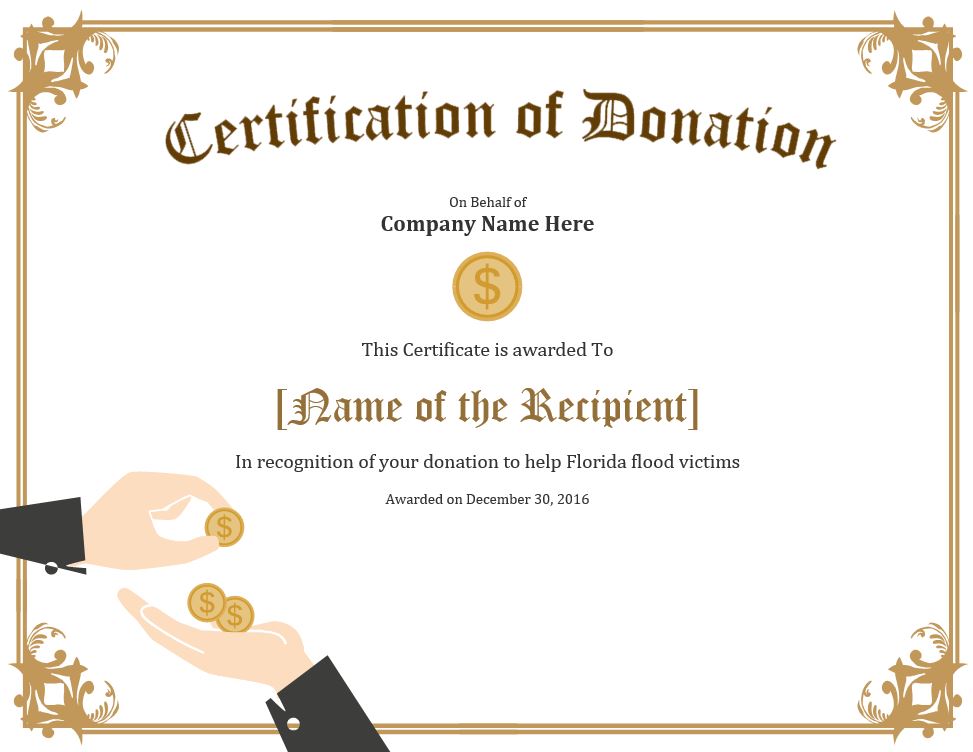 Certification of Donation
On Behalf of
Company Name Here
$
This Certificate is awarded To
[Name of the Recipient]
In recognition of your donation to help Florida flood victims
Awarded on December 30, 2016
$
$
$